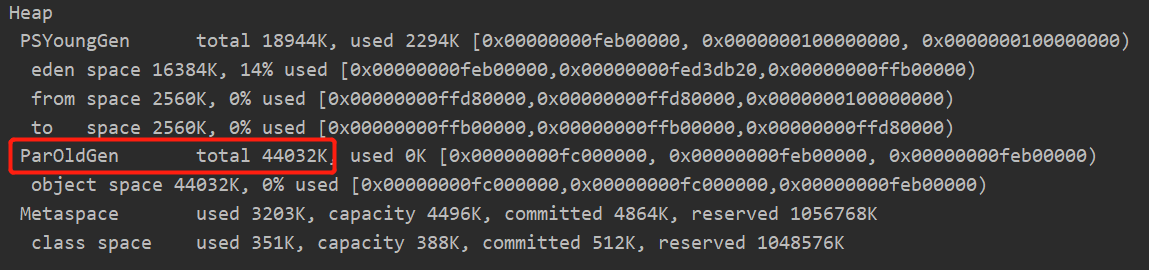 Heap
PSYoungGen total 18944K, used 2294K [0x00000000feb00000, 0x0000000100000000, 0x0000000100000000)
eden space 16384K, 14% used [0x00000000feb00000,0x00000000fed3db20,0x00000000ffb00000)
from space 2560K, 0% used [0x00000000ffd80000,0x00000000ffd80000,0x0000000100000000)
to space 2560K, 0% used [0x00000000ffb00000,0x00000000ffb00000,0x00000000ffd80000)
ParOldGen total 44032K, used 0K [0x00000000fc000000, 0x00000000feb00000, 0x00000000feb00000)
object space 44032K, 0% used [0x00000000fc000000,0x00000000fc000000,0x00000000feb00000)
Metaspace used 3203K, capacity 4496K, committed 4864K, reserved 1056768K
class space used 351K, capacity 388K, committed 512K, reserved 1048576K